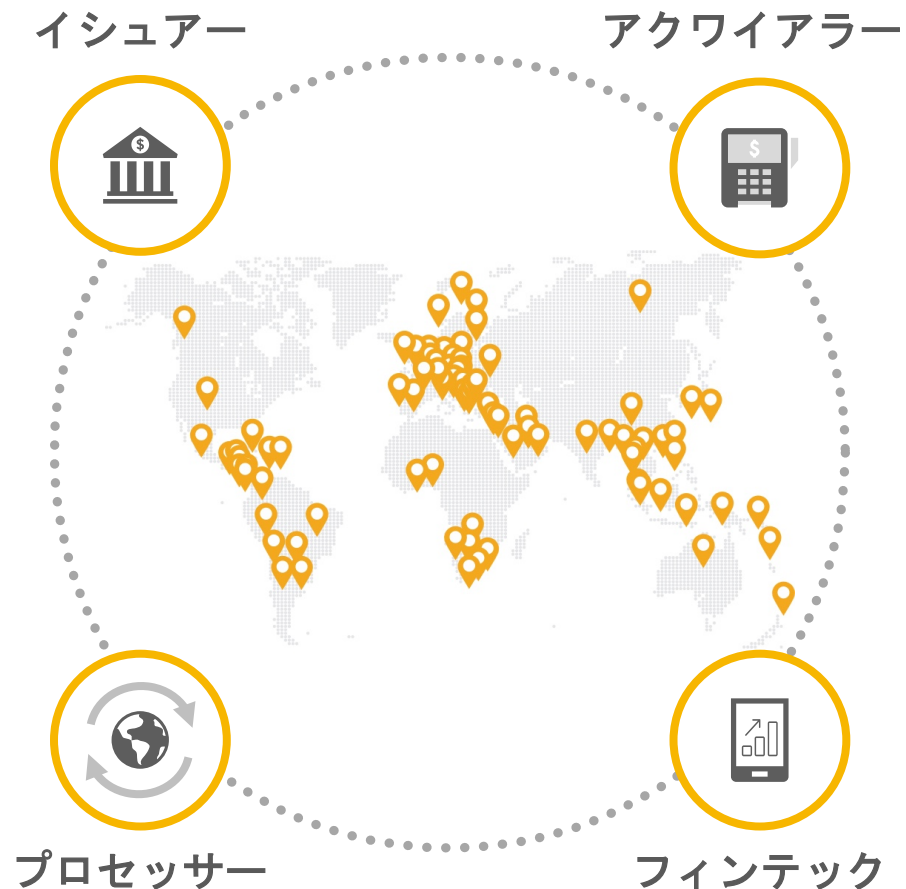 イシュアー
アクワイアラー
$
$
プロセッサー
フィンテック